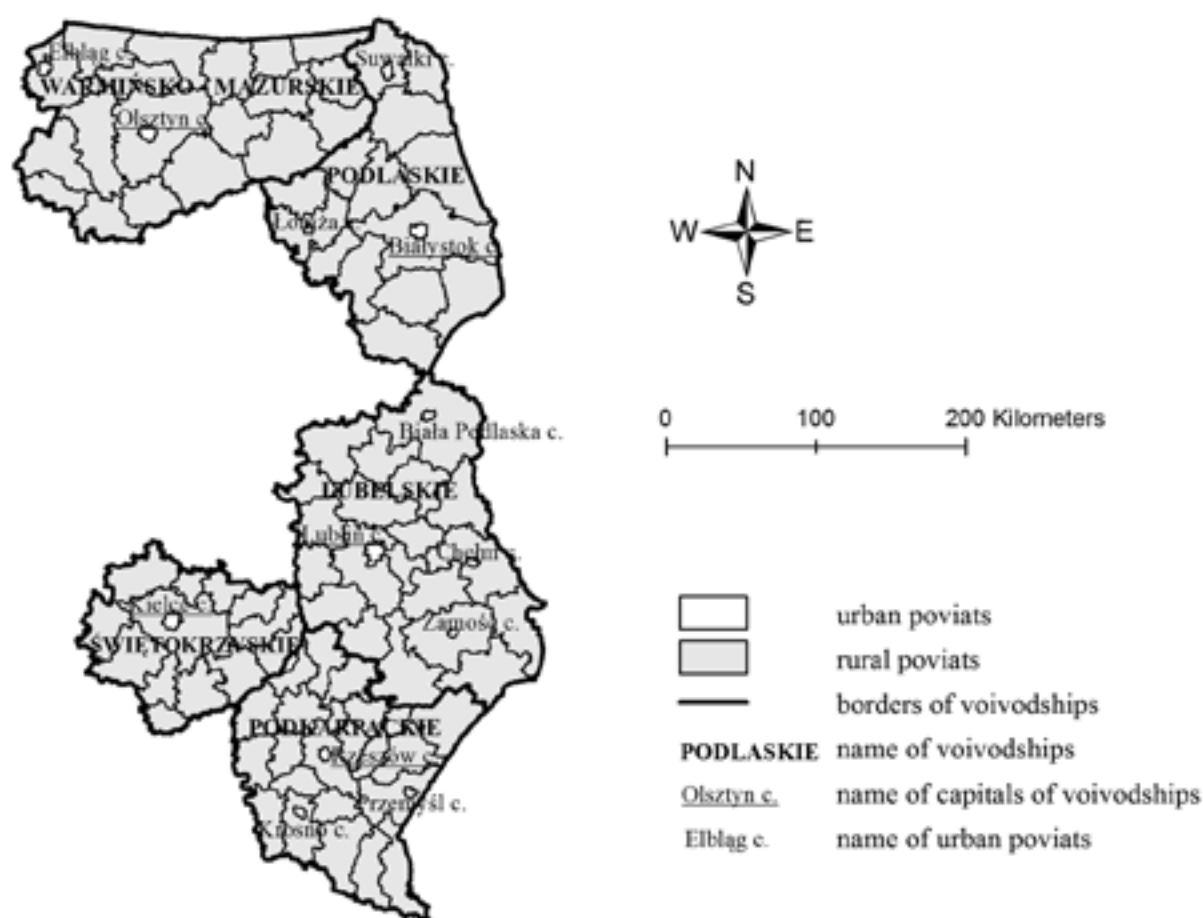 Elbląg c.
Suwałki c.
WARMIŃSKO - MAZURSKIE
Olsztyn c.
PODLASKIE
Łomża
Białystok c.
N
W E
S
0 100 200 Kilometers
Biała Podlaska c.
LUBELSKIE
Lublin c.
Chełm c.
Kielce c.
Zamość c.
ŚWIĘTOKRZYSKIE
PODKARPACKIE
Rzeszów c.
Przemyśl c.
Krosno c.
urban poviats
rural poviats
borders of voivodships
PODLASKIE name of voivodships
Olsztyn c. name of capitals of voivodships
Elbląg c. name of urban poviats